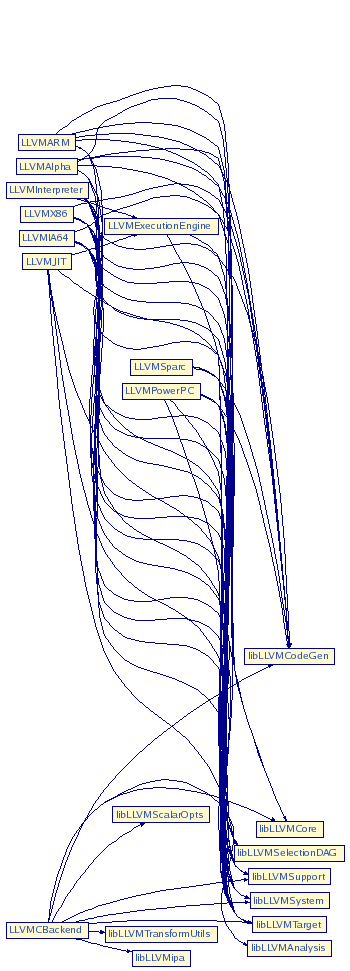 LLVMARM
LLVMAlpha
LLVMInterpreter
LLVMX86
LLVMExecutionEngine
LLVMIA64
LLVMJIT
LLVMSparc
LLVMPowerPC
libLLVMCodeGen
libLLVMScalarOpts
libLLVMCore
libLLVMSelectionDAG
libLLVMSupport
libLLVMSystem
libLLVMTarget
LLVMCBackend
libLLVMTransformUtils
libLLVMAnalysis
libLLVMipa